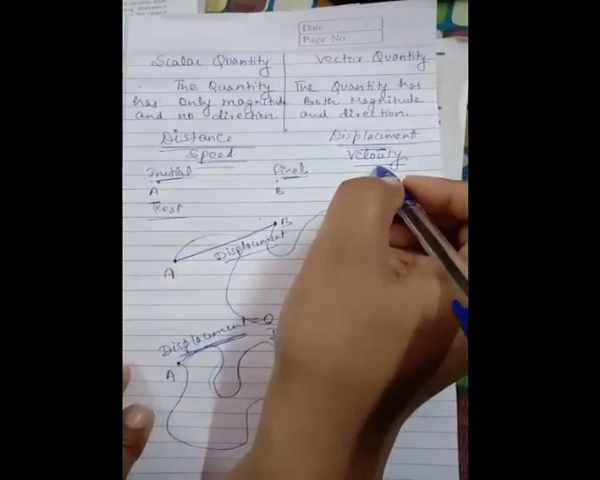 Date
Page No
Scalar Quantity
Vector Quantity
The Quantity
has Only magnitude
and no direction.
The Quantity has
Both Magnitude
and direction.
Distance
Displacement
Speed
Velouty
Initial
Final
A
B
Rest
B
Displacement
A
Displacement
A